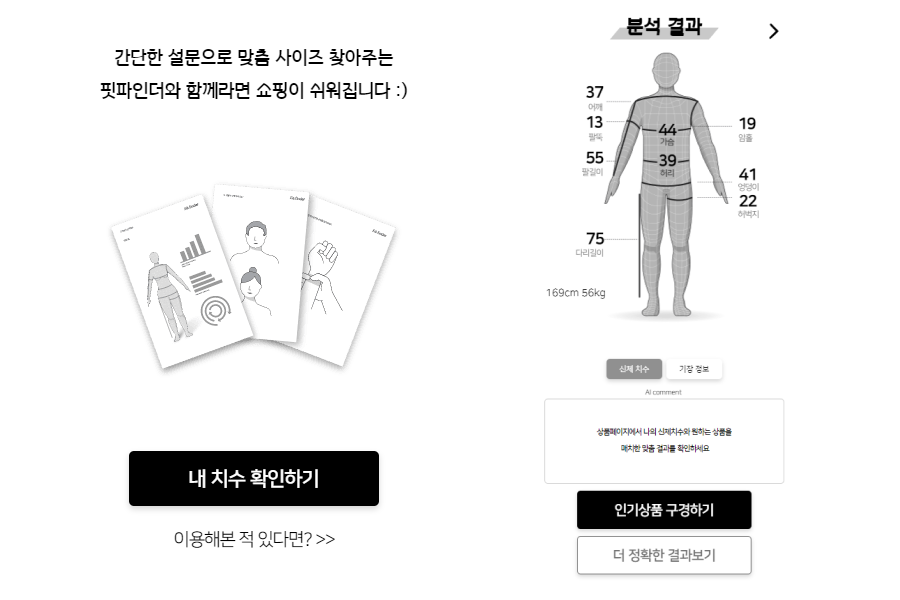 간단한 설문으로 맞춤 사이즈 찾아주는
핏파인더와 함께라면 쇼핑이 쉬워집니다 :)
내 치수 확인하기
이용해본 적 있다면? >>
분석 결과
37
어깨
13
팔뚝
55
팔길이
44
가슴
39
허리
19
암홀
41
엉덩이
22
허벅지
75
다리길이
169cm 56kg
신체 치수
기장 정보
AI comment
상품페이지에서 나의 신체치수와 원하는 상품을
매치한 맞춤 결과를 확인하세요
인기상품 구경하기
더 정확한 결과보기